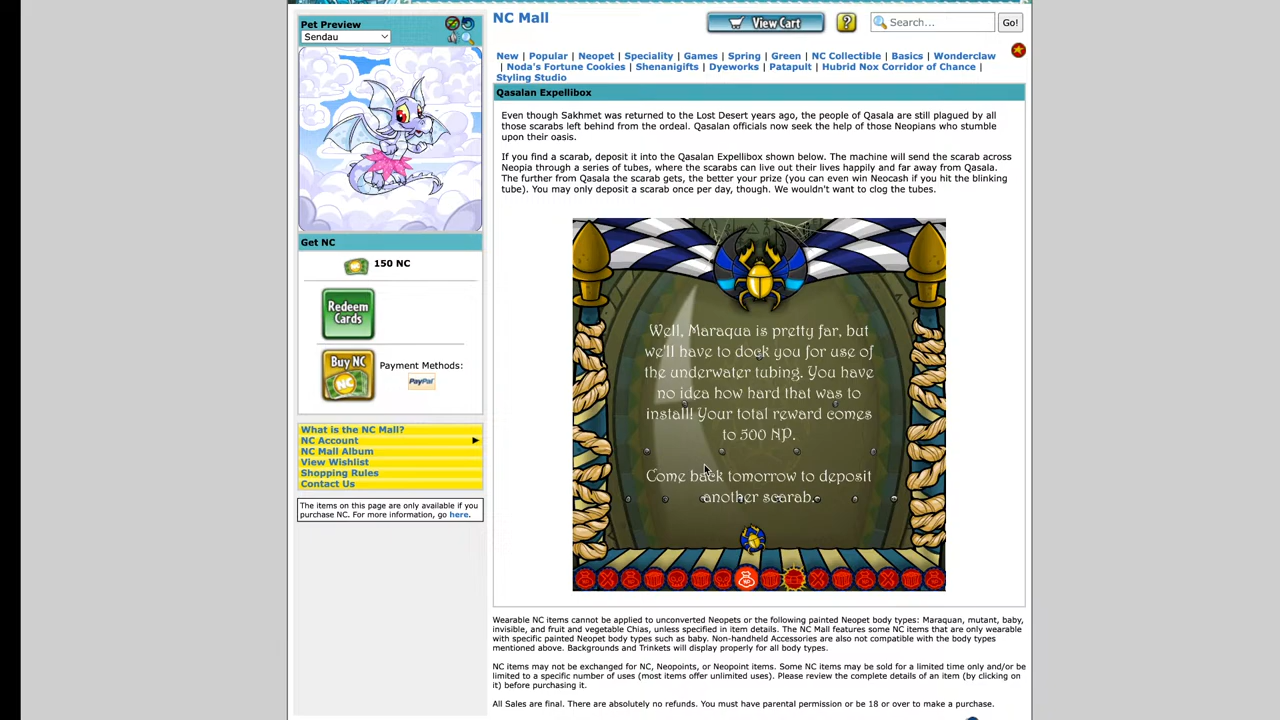 Pet Preview
Sendau
Get NC
150 NC
Redeem
Cards
Buy NC
NC
Payment Methods:
PayPal
What is the NC Mall?
NC Account
NC Mall Album
View Wishlist
Shopping Rules
Contact Us
The items on this page are only available if you
purchase NC. For more information, go here.
NC Mall
View Cart
?
Search...
Go!
New | Popular | Neopet | Speciality | Games | Spring | Green | NC Collectible | Basics | Wonderclaw
| Noda's Fortune Cookies | Shenanigifts | Dyeworks | Patapult | Hubrid Nox Corridor of Chance |
Styling Studio
Qasalan Expellibox
Even though Sakhmet was returned to the Lost Desert years ago, the people of Qasala are still plagued by all
those scarabs left behind from the ordeal. Qasalan officials now seek the help of those Neopians who stumble
upon their oasis.
If you find a scarab, deposit it into the Qasalan Expellibox shown below. The machine will send the scarab across
Neopia through a series of tubes, where the scarabs can live out their lives happily and far away from Qasala.
The further from Qasala the scarab gets, the better your prize (you can even win Neocash if you hit the blinking
tube). You may only deposit a scarab once per day, though. We wouldn't want to clog the tubes.
Well, Maraqua is pretty far, but
we'll have to dock you for use of
the underwater tubing. You have
no idea how hard that was to
install! Your total reward comes
to 500 NP.
Come back tomorrow to deposit
another scarab.
Wearable NC items cannot be applied to unconverted Neopets or the following painted Neopet body types: Maraquan, mutant, baby,
invisible, and fruit and vegetable Chias, unless specified in item details. The NC Mall features some NC items that are only wearable
with specific painted Neopet body types such as baby. Non-handheld Accessories are also not compatible with the body types
mentioned above. Backgrounds and Trinkets will display properly for all body types.
NC items may not be exchanged for NC, Neopoints, or Neopoint items. Some NC items may be sold for a limited time only and/or be
limited to a specific number of uses (most items offer unlimited uses). Please review the complete details of an item (by clicking on
it) before purchasing it.
All Sales are final. There are absolutely no refunds. You must have parental permission or be 18 or over to make a purchase.